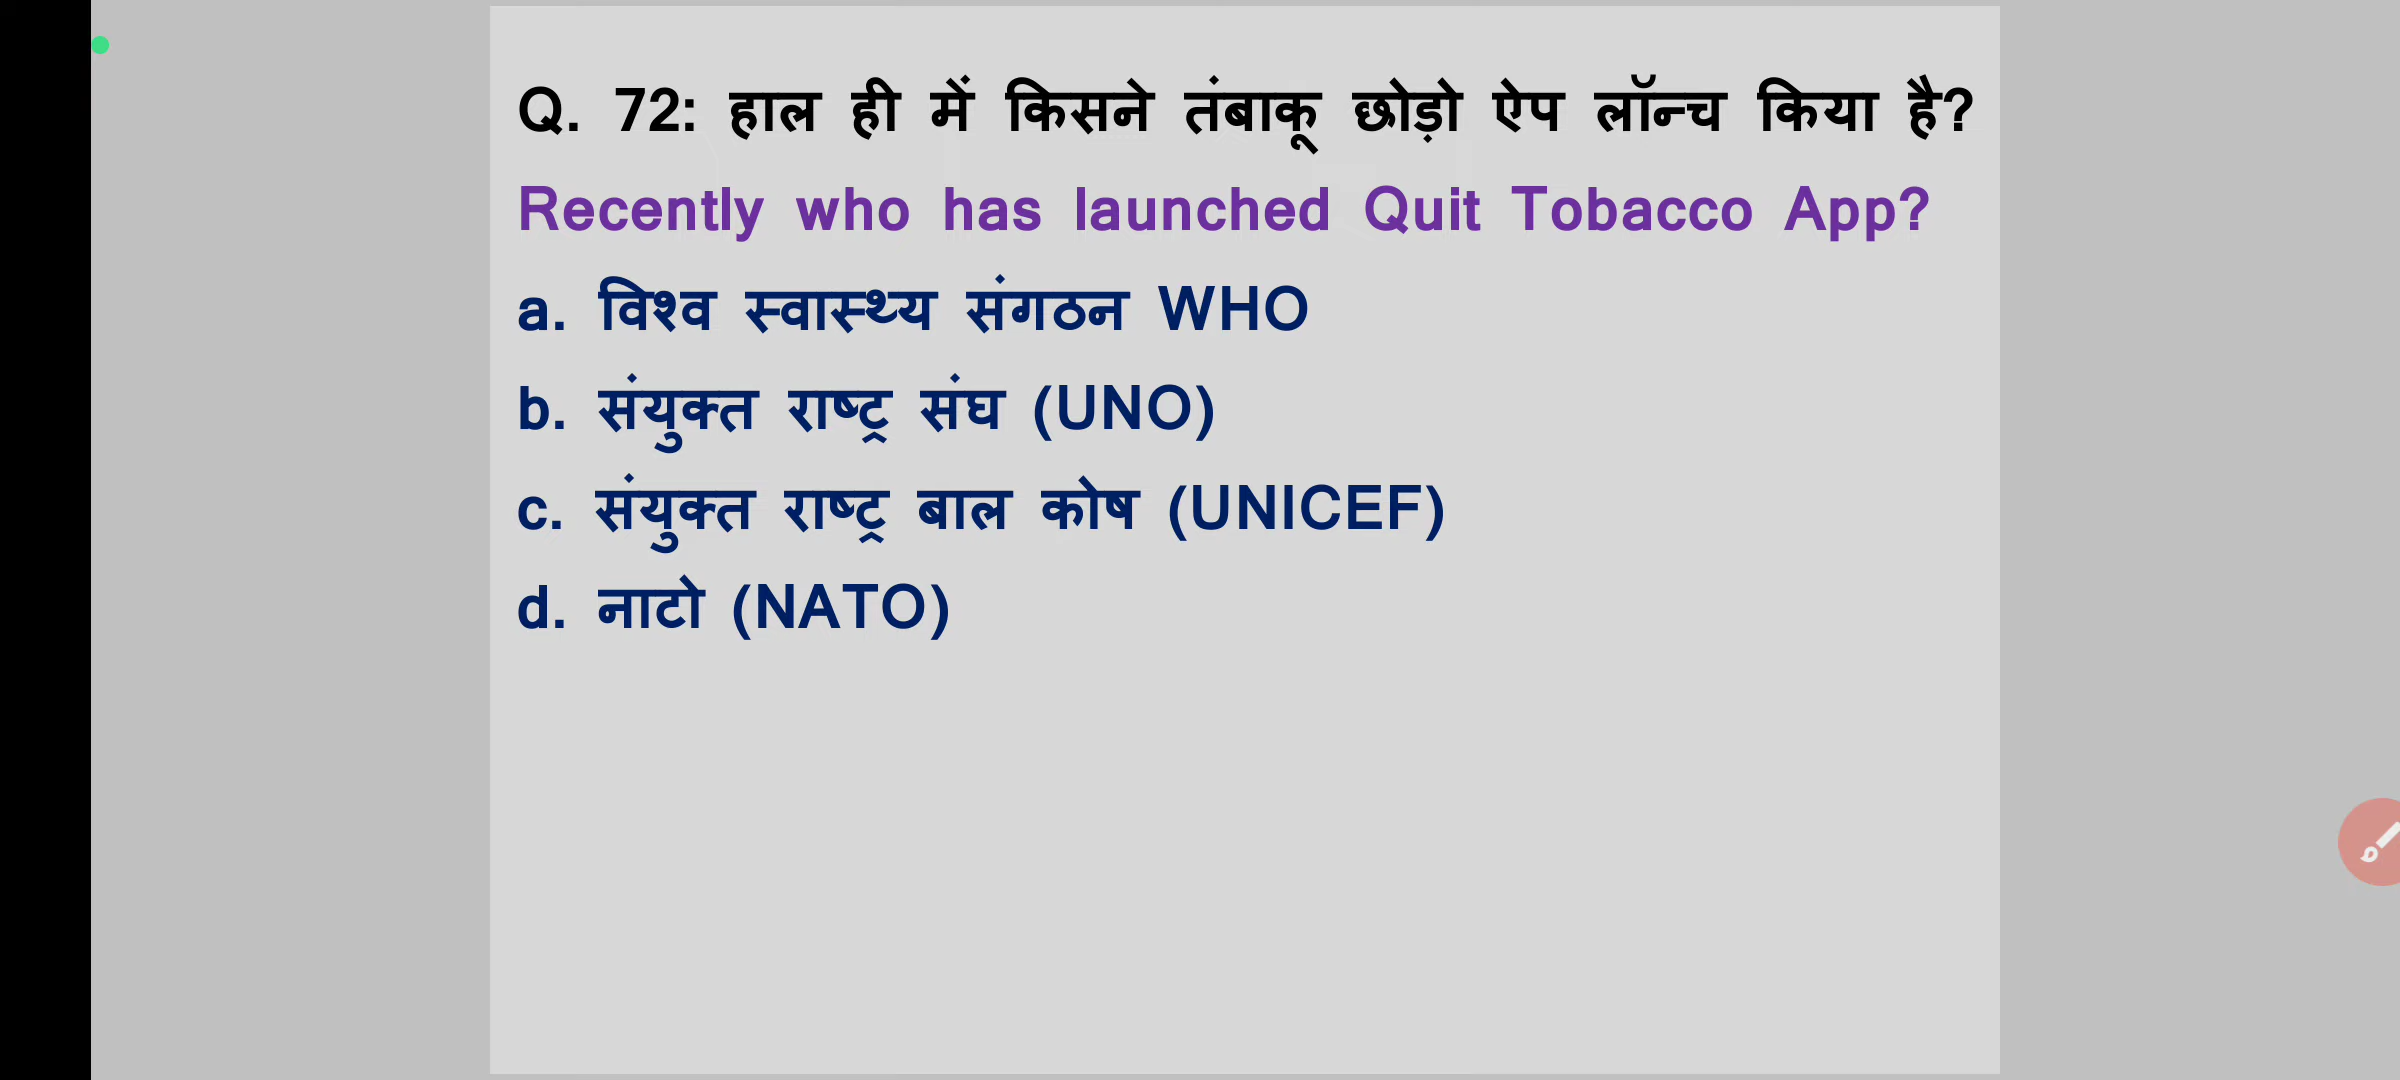 Q. 72: हाल ही में किसने तंबाकू छोड़ो ऐप लॉन्च किया है?
Recently who has launched Quit Tobacco App?
a. विश्व स्वास्थ्य संगठन WHO
b. संयुक्त राष्ट्र संघ (UNO)
c. संयुक्त राष्ट्र बाल कोष (UNICEF)
d. नाटो (NATO)